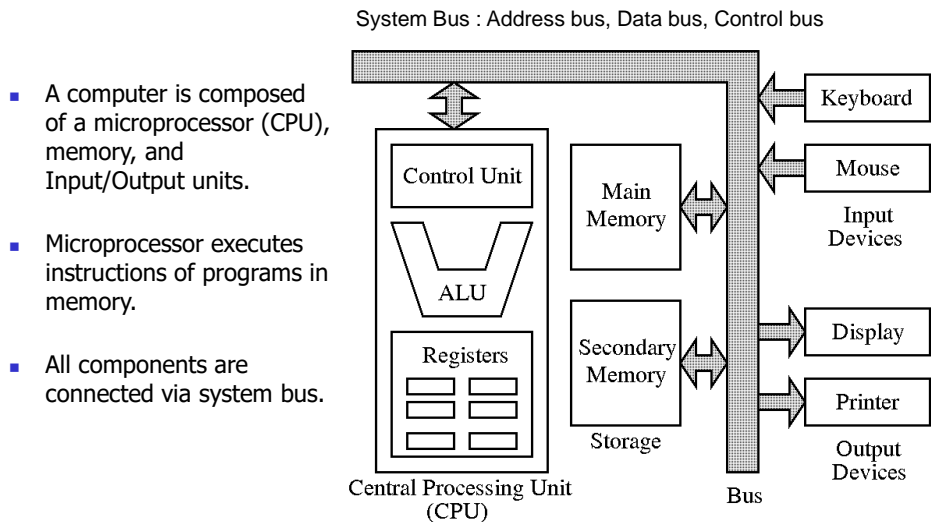 System Bus : Address bus, Data bus, Control bus
A computer is composed
of a microprocessor (CPU),
memory, and
Input/Output units.
Microprocessor executes
instructions of programs in
memory.
All components are
connected via system bus.
Control Unit
ALU
Registers
Central Processing Unit
(CPU)
Main
Memory
Secondary
Memory
Storage
Bus
Keyboard
Mouse
Input
Devices
Display
Printer
Output
Devices